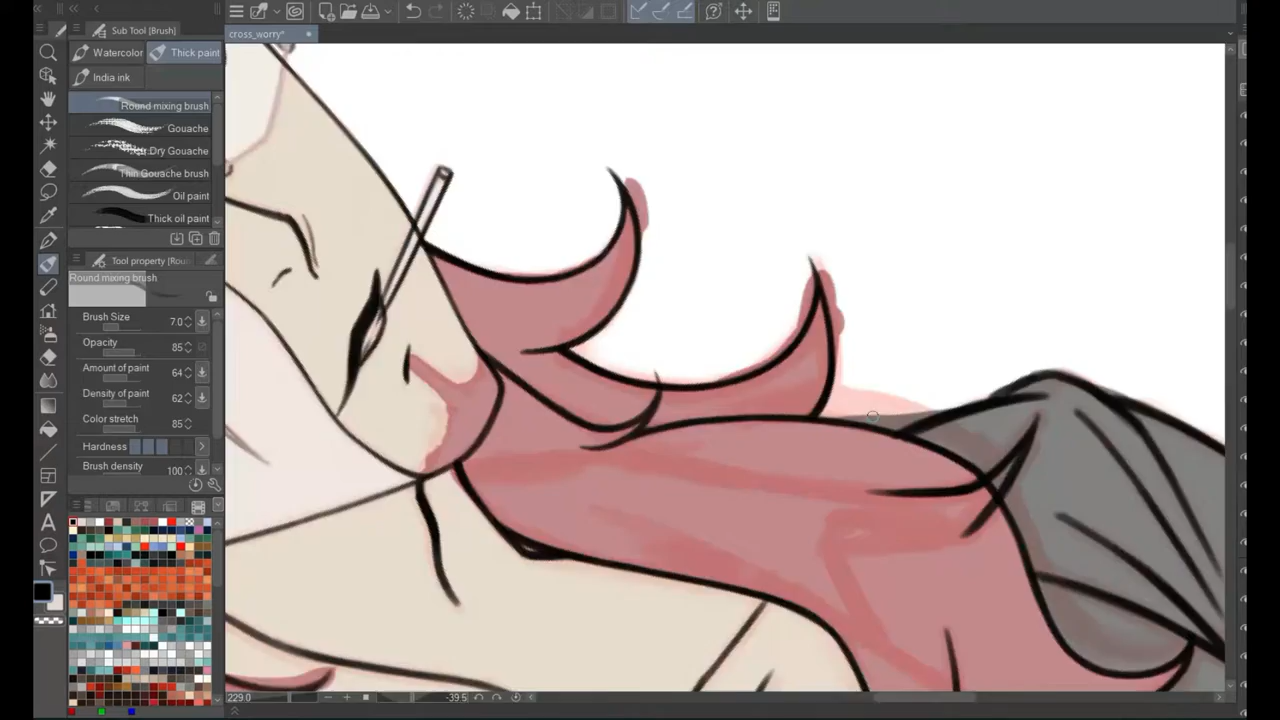 Sub Tool [Brush]
cross_worry*
Watercolor
Thick paint
India ink
Round mixing brush
Gouache
Dry Gouache
Thin Gouache brush
Oil paint
Thick oil paint
Tool property [Rou
Round mixing brush
Brush Size 7.0
Opacity 85
Amount of paint 64
Density of paint 62
Color stretch 85
Hardness
Brush density 100
A
229.0
-39.5